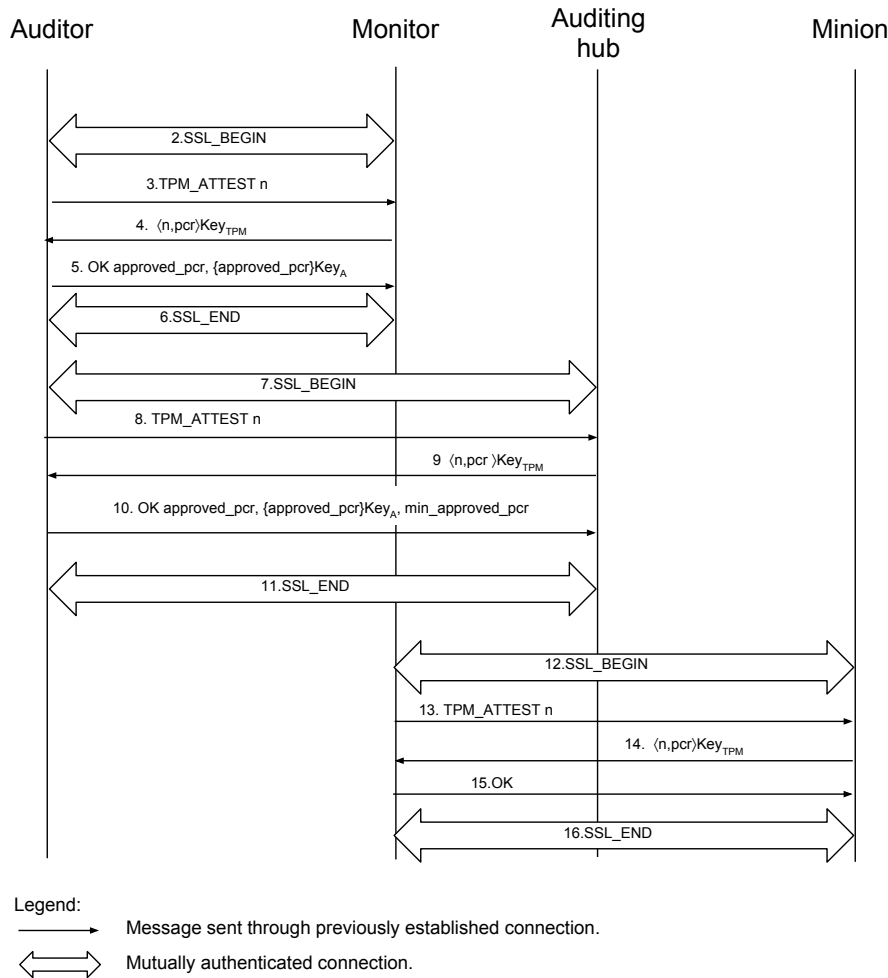 Auditor
Monitor
Auditing
hub
Minion
2.SSL_BEGIN
3.TPM_ATTEST n
4. ⟨n,pcr⟩Key_TPM
5. OK approved_pcr, {approved_pcr}Key_A
6.SSL_END
7.SSL_BEGIN
8. TPM_ATTEST n
9 ⟨n,pcr ⟩Key_TPM
10. OK approved_pcr, {approved_pcr}Key_A, min_approved_pcr
11.SSL_END
12.SSL_BEGIN
13. TPM_ATTEST n
14. ⟨n,pcr⟩Key_TPM
15.OK
16.SSL_END
Legend:
Message sent through previously established connection.
Mutually authenticated connection.